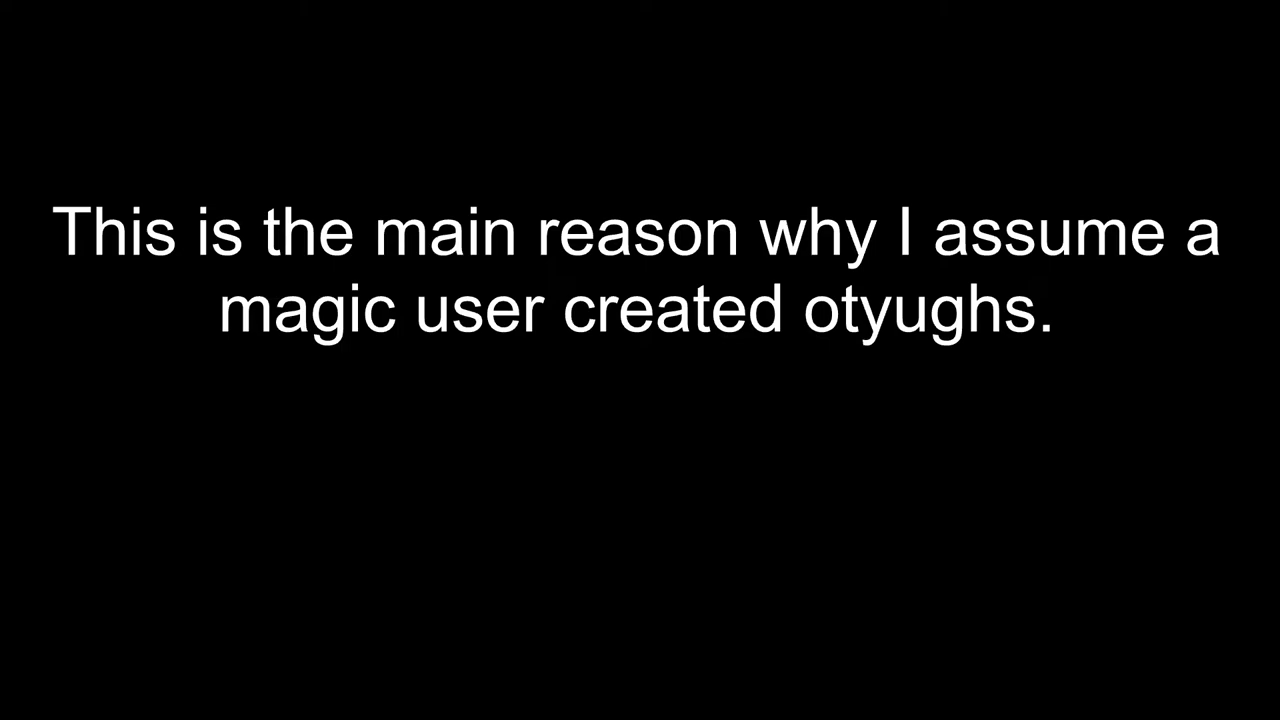 This is the main reason why I assume a
magic user created otyughs.